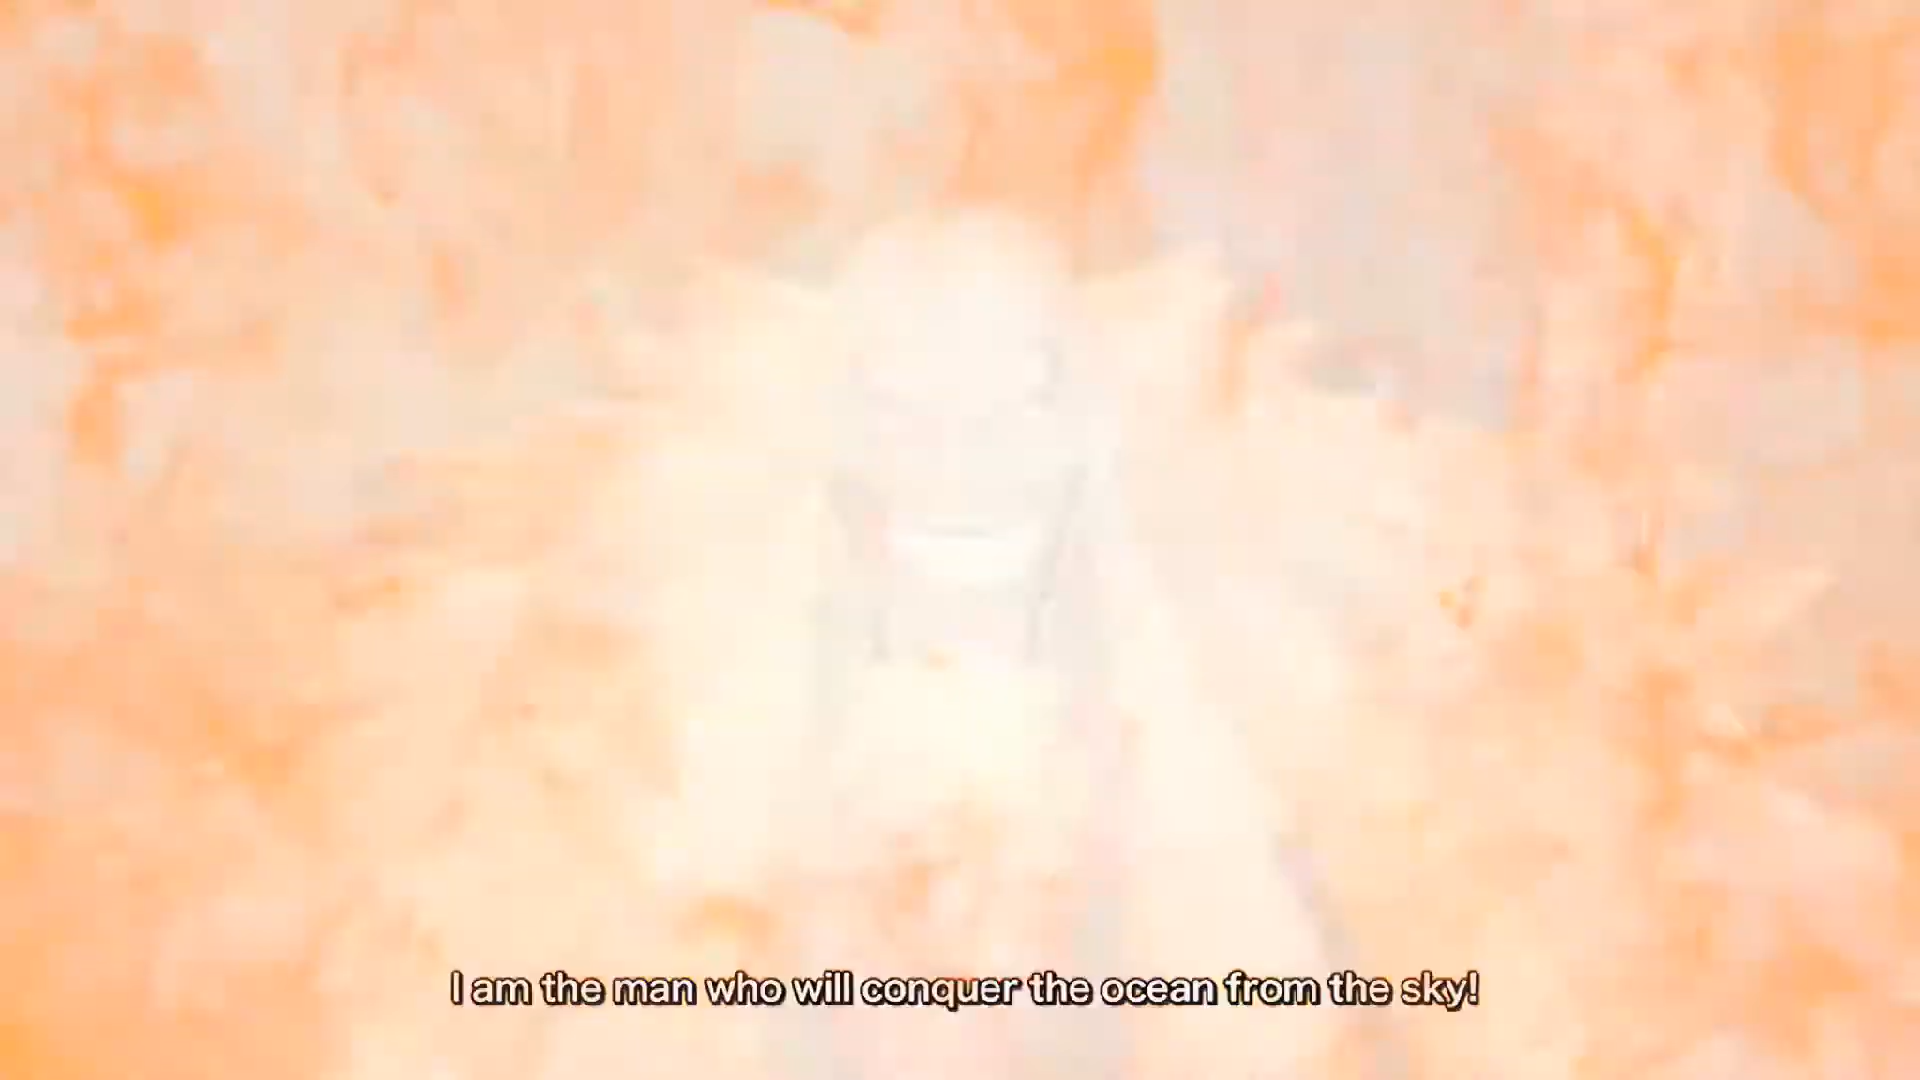 I am the man who will conquer the ocean from the sky!